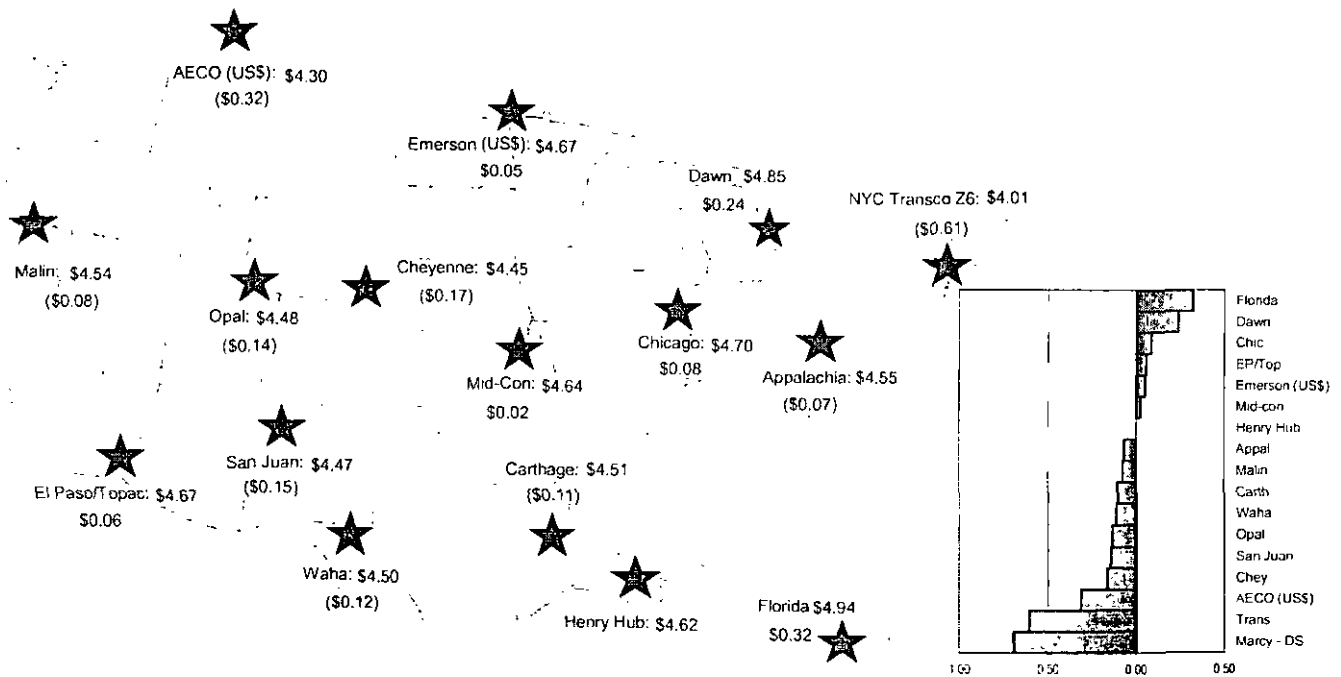 AECO (US$): $4.30
($0.32)
Emerson (US$): $4.67
$0.05
Dawn $4.85
$0.24
NYC Transco Z6: $4.01
($0.61)
Malin: $4.54
($0.08)
Opal: $4.48
($0.14)
Cheyenne: $4.45
($0.17)
Mid-Con: $4.64
$0.02
Chicago: $4.70
$0.08
Appalachia: $4.55
($0.07)
El Paso/Topac: $4.67
$0.06
San Juan: $4.47
($0.15)
Carthage: $4.51
($0.11)
Waha: $4.50
($0.12)
Henry Hub: $4.62
Florida $4.94
$0.32
Florida
Dawn
Chic
EP/Top
Emerson (US$)
Mid-con
Henry Hub
Appal
Malin
Carth
Waha
Opal
San Juan
Chey
AECO (US$)
Trans
Marcy - DS
1.00 0.50 0.00 0.50